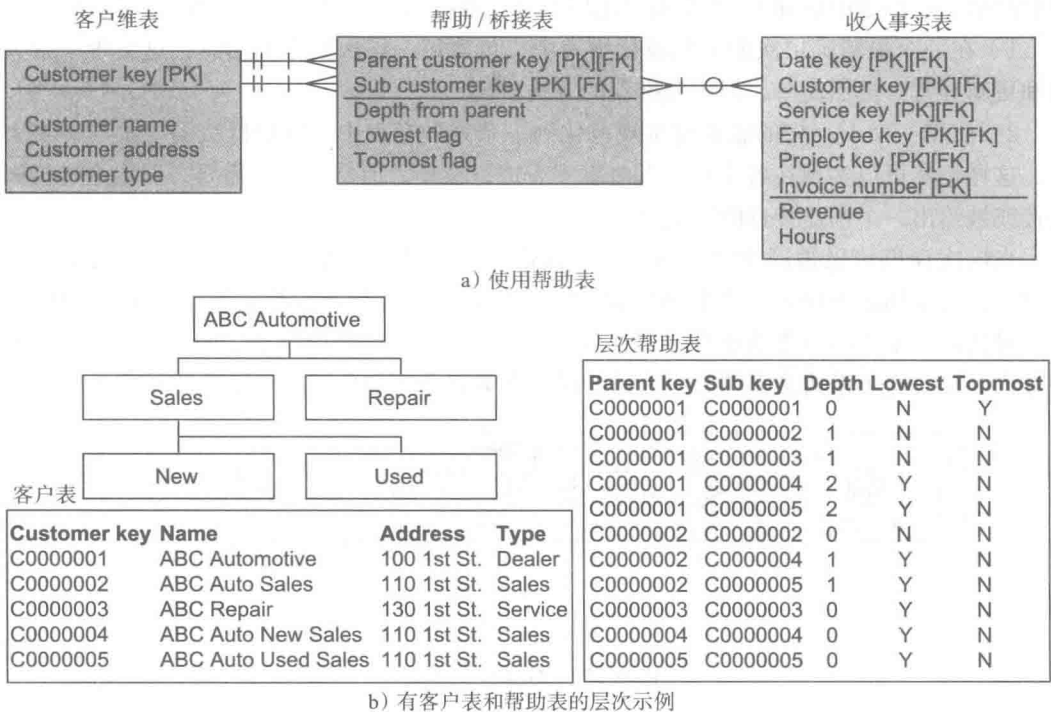 客户维表
帮助/桥接表
收入事实表
Customer key [PK]
Customer name
Customer address
Customer type
Parent customer key [PK][FK]
Sub customer key [PK] [FK]
Depth from parent
Lowest flag
Topmost flag
Date key [PK][FK]
Customer key [PK][FK]
Service key [PK][FK]
Employee key [PK][FK]
Project key [PK][FK]
Invoice number [PK]
Revenue
Hours
a) 使用帮助表
ABC Automotive
Sales
Repair
New
Used
客户表
Customer key Name Address Type
C0000001 ABC Automotive 100 1st St. Dealer
C0000002 ABC Auto Sales 110 1st St. Sales
C0000003 ABC Repair 130 1st St. Service
C0000004 ABC Auto New Sales 110 1st St. Sales
C0000005 ABC Auto Used Sales 110 1st St. Sales
层次帮助表
Parent key Sub key Depth Lowest Topmost
C0000001 C0000001 0 N Y
C0000001 C0000002 1 N N
C0000001 C0000003 1 N N
C0000001 C0000004 2 Y N
C0000001 C0000005 2 Y N
C0000002 C0000002 0 N N
C0000002 C0000004 1 Y N
C0000002 C0000005 1 Y N
C0000003 C0000003 0 Y N
C0000004 C0000004 0 Y N
C0000005 C0000005 0 Y N
b) 有客户表和帮助表的层次示例